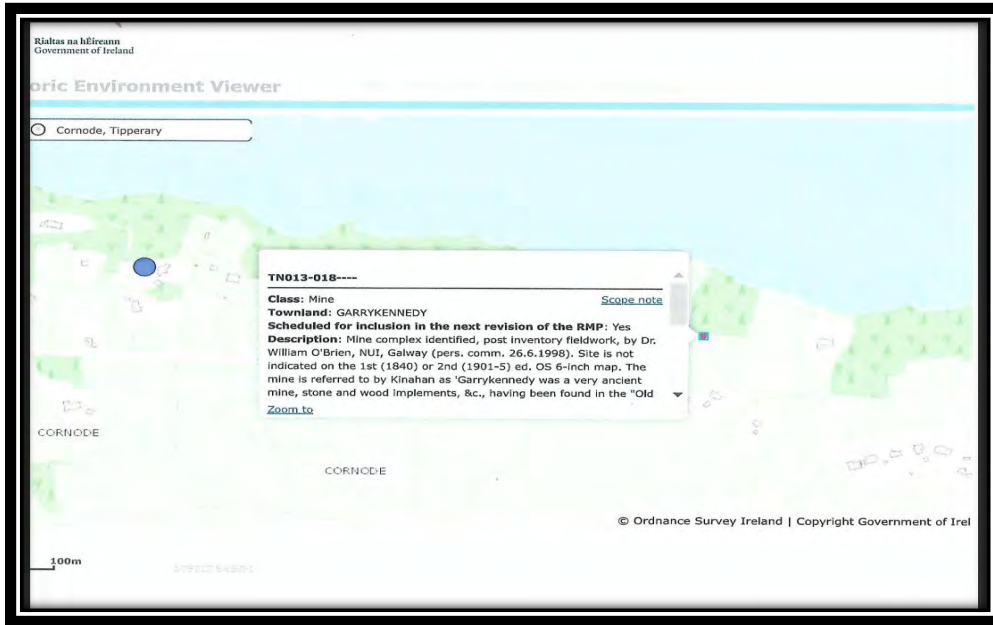 Rialtas na hÉireann
Government of Ireland
oric Environment Viewer
Cornode, Tipperary
TN013-018----
Class: Mine
Scope note
Townland: GARRYKENNEDY
Scheduled for inclusion in the next revision of the RMP: Yes
Description: Mine complex identified, post inventory fieldwork, by Dr.
William O'Brien, NUI, Galway (pers. comm. 26.6.1998). Site is not
indicated on the 1st (1840) or 2nd (1901-5) ed. OS 6-inch map. The
mine is referred to by Kinahan as 'Garrykennedy was a very ancient
mine, stone and wood implements, &c., having been found in the "Old
Zoom to
CORNODE
CORNODE
© Ordnance Survey Ireland | Copyright Government of Irel
100m